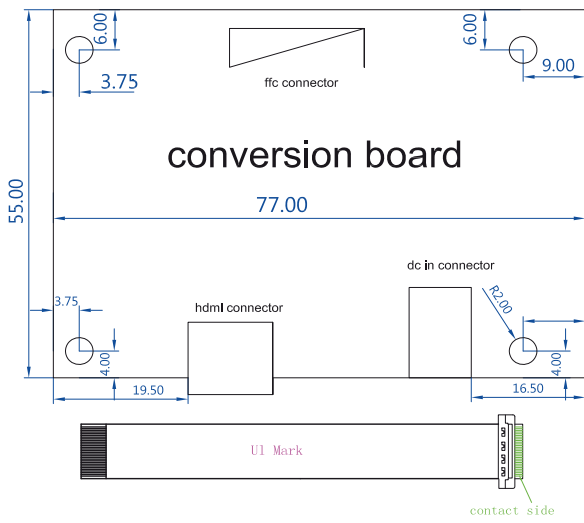 6.00
6.00
3.75
9.00
ffc connector
conversion board
55.00
77.00
dc in connector
3.75
hdml connector
R2.00
4.00
4.00
19.50
16.50
U1 Mark
contact side